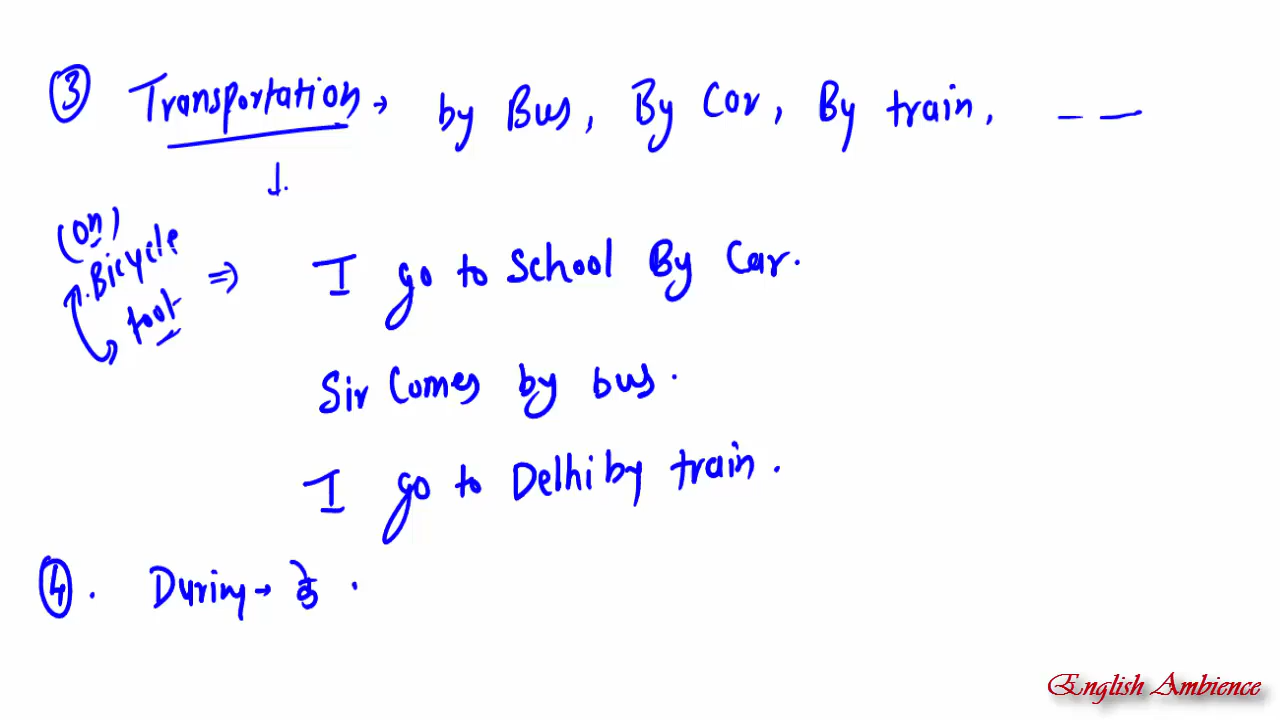 ③ Transportation → by Bus, By Car, By train, — —
↓
(on)
Bicycle
foot
⇒ I go to School By Car.
Sir Comes by bus.
I go to Delhi by train.
④. During → के .
English Ambience